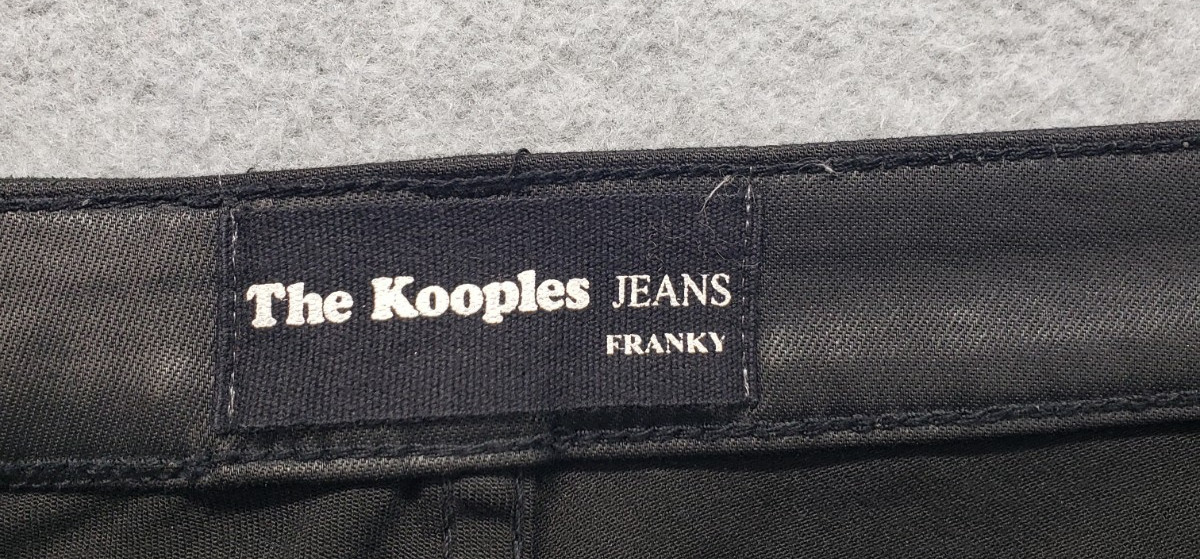 The Kooples JEANS
FRANKY